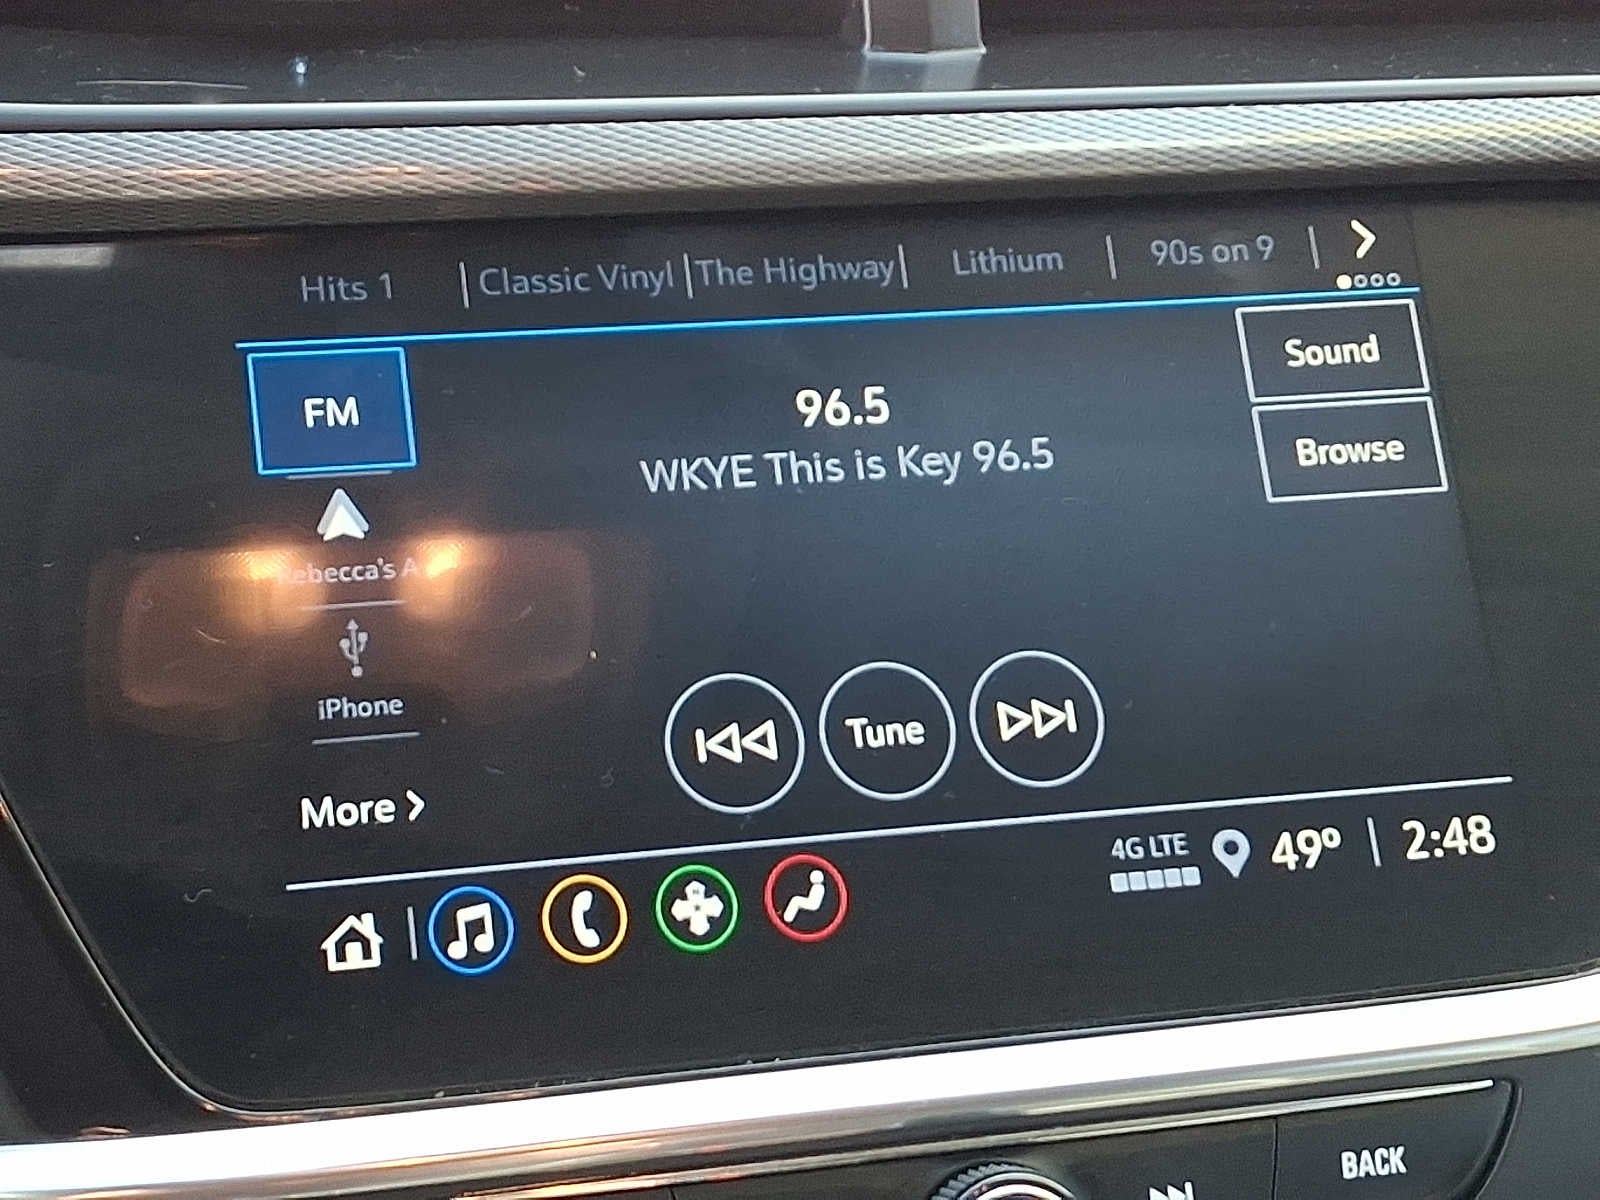 Hits 1 | Classic Vinyl | The Highway | Lithium | 90s on 9 |
FM
96.5
WKYE This is Key 96.5
Sound
Browse
Rebecca's A
iPhone
More
Tune
4G LTE
49° | 2:48
BACK